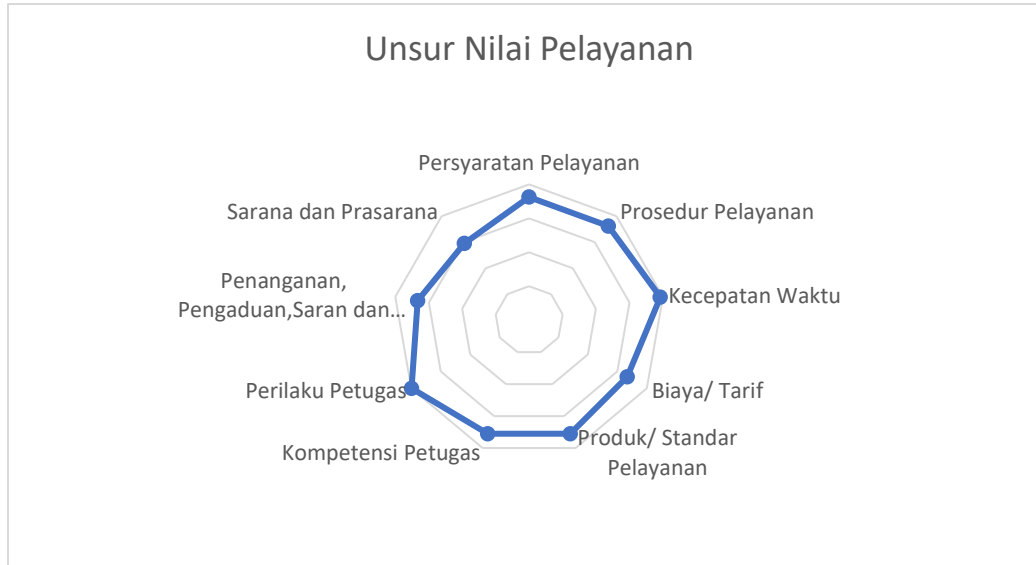 Unsur Nilai Pelayanan
Persyaratan Pelayanan
Prosedur Pelayanan
Kecepatan Waktu
Biaya/ Tarif
Produk/ Standar
Pelayanan
Kompetensi Petugas
Perilaku Petugas
Penanganan,
Pengaduan,Saran dan...
Sarana dan Prasarana